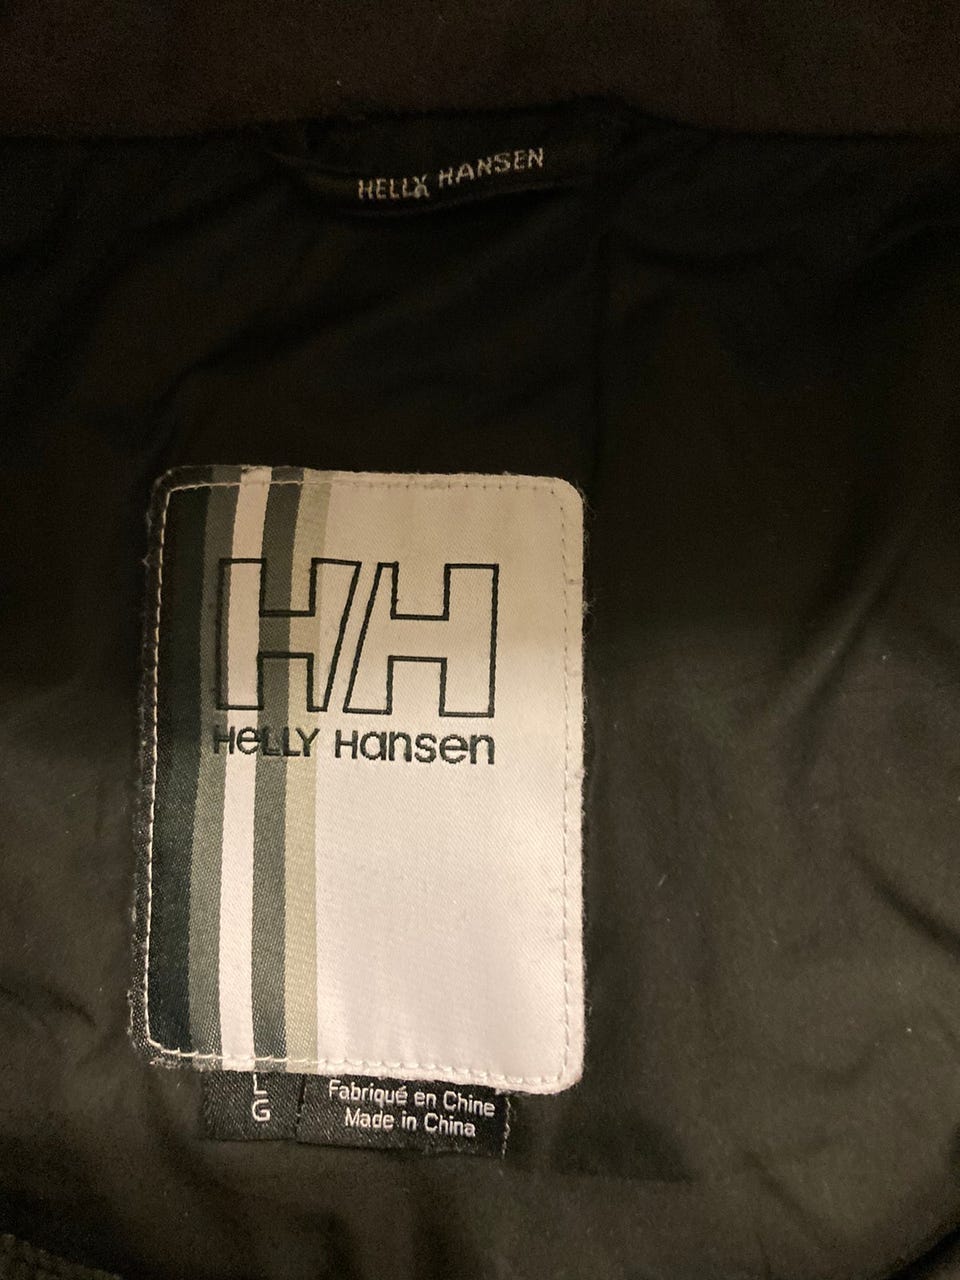 HELLY HANSEN
HH
HeLLY Hansen
L
G
Fabriqué en Chine
Made in China